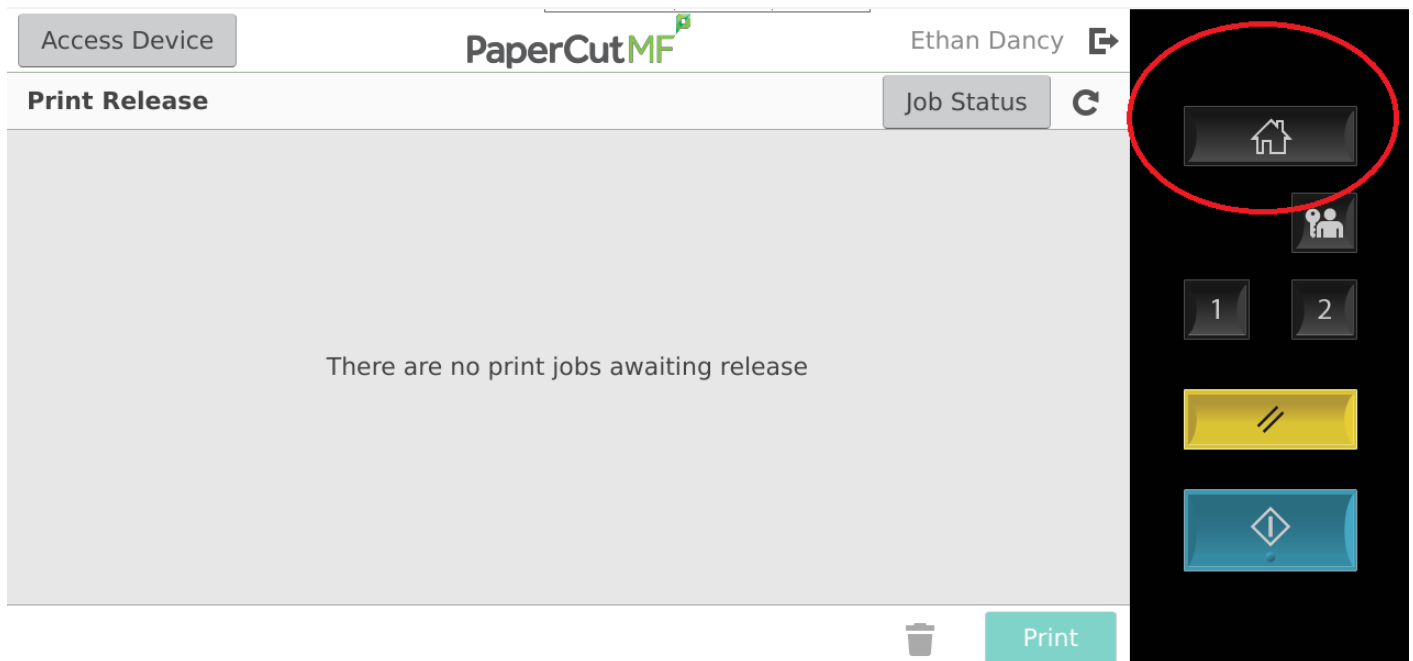 Access Device
PaperCutMF
Ethan Dancy
Print Release
Job Status
1
2
There are no print jobs awaiting release
Print